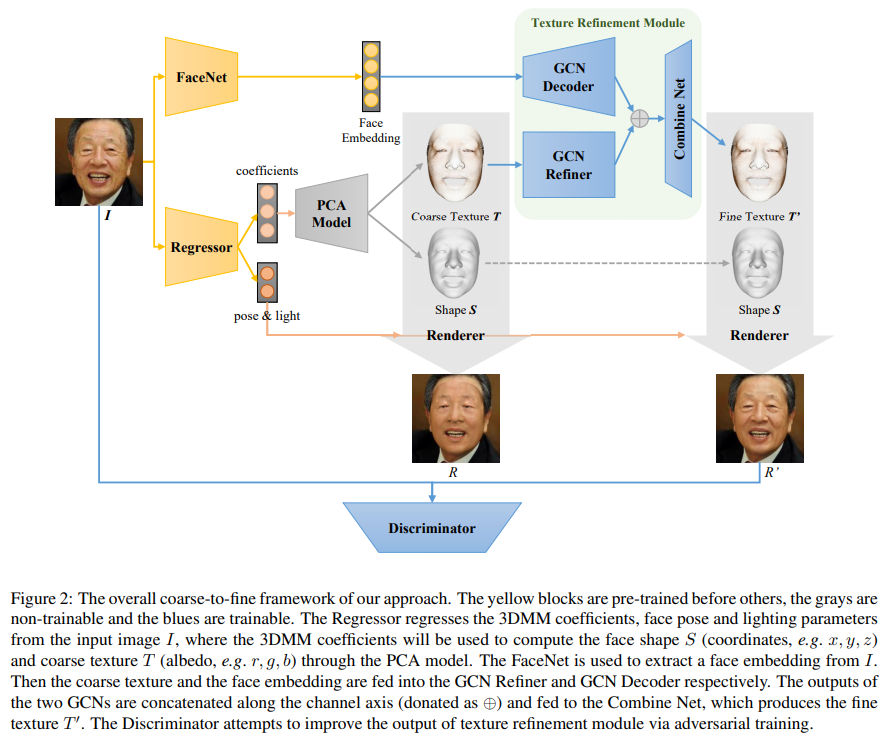 Texture Refinement Module
FaceNet
Face
Embedding
GCN
Decoder
Combine Net
GCN
Refiner
I
coefficients
PCA
Model
Coarse Texture T
Fine Texture T'
Regressor
pose & light
Shape S
Shape S
Renderer
Renderer
R
R'
Discriminator
Figure 2: The overall coarse-to-fine framework of our approach. The yellow blocks are pre-trained before others, the grays are
non-trainable and the blues are trainable. The Regressor regresses the 3DMM coefficients, face pose and lighting parameters
from the input image I, where the 3DMM coefficients will be used to compute the face shape S (coordinates, e.g. x, y, z)
and coarse texture T (albedo, e.g. r, g, b) through the PCA model. The FaceNet is used to extract a face embedding from I.
Then the coarse texture and the face embedding are fed into the GCN Refiner and GCN Decoder respectively. The outputs of
the two GCNs are concatenated along the channel axis (donated as ⊕) and fed to the Combine Net, which produces the fine
texture T′. The Discriminator attempts to improve the output of texture refinement module via adversarial training.